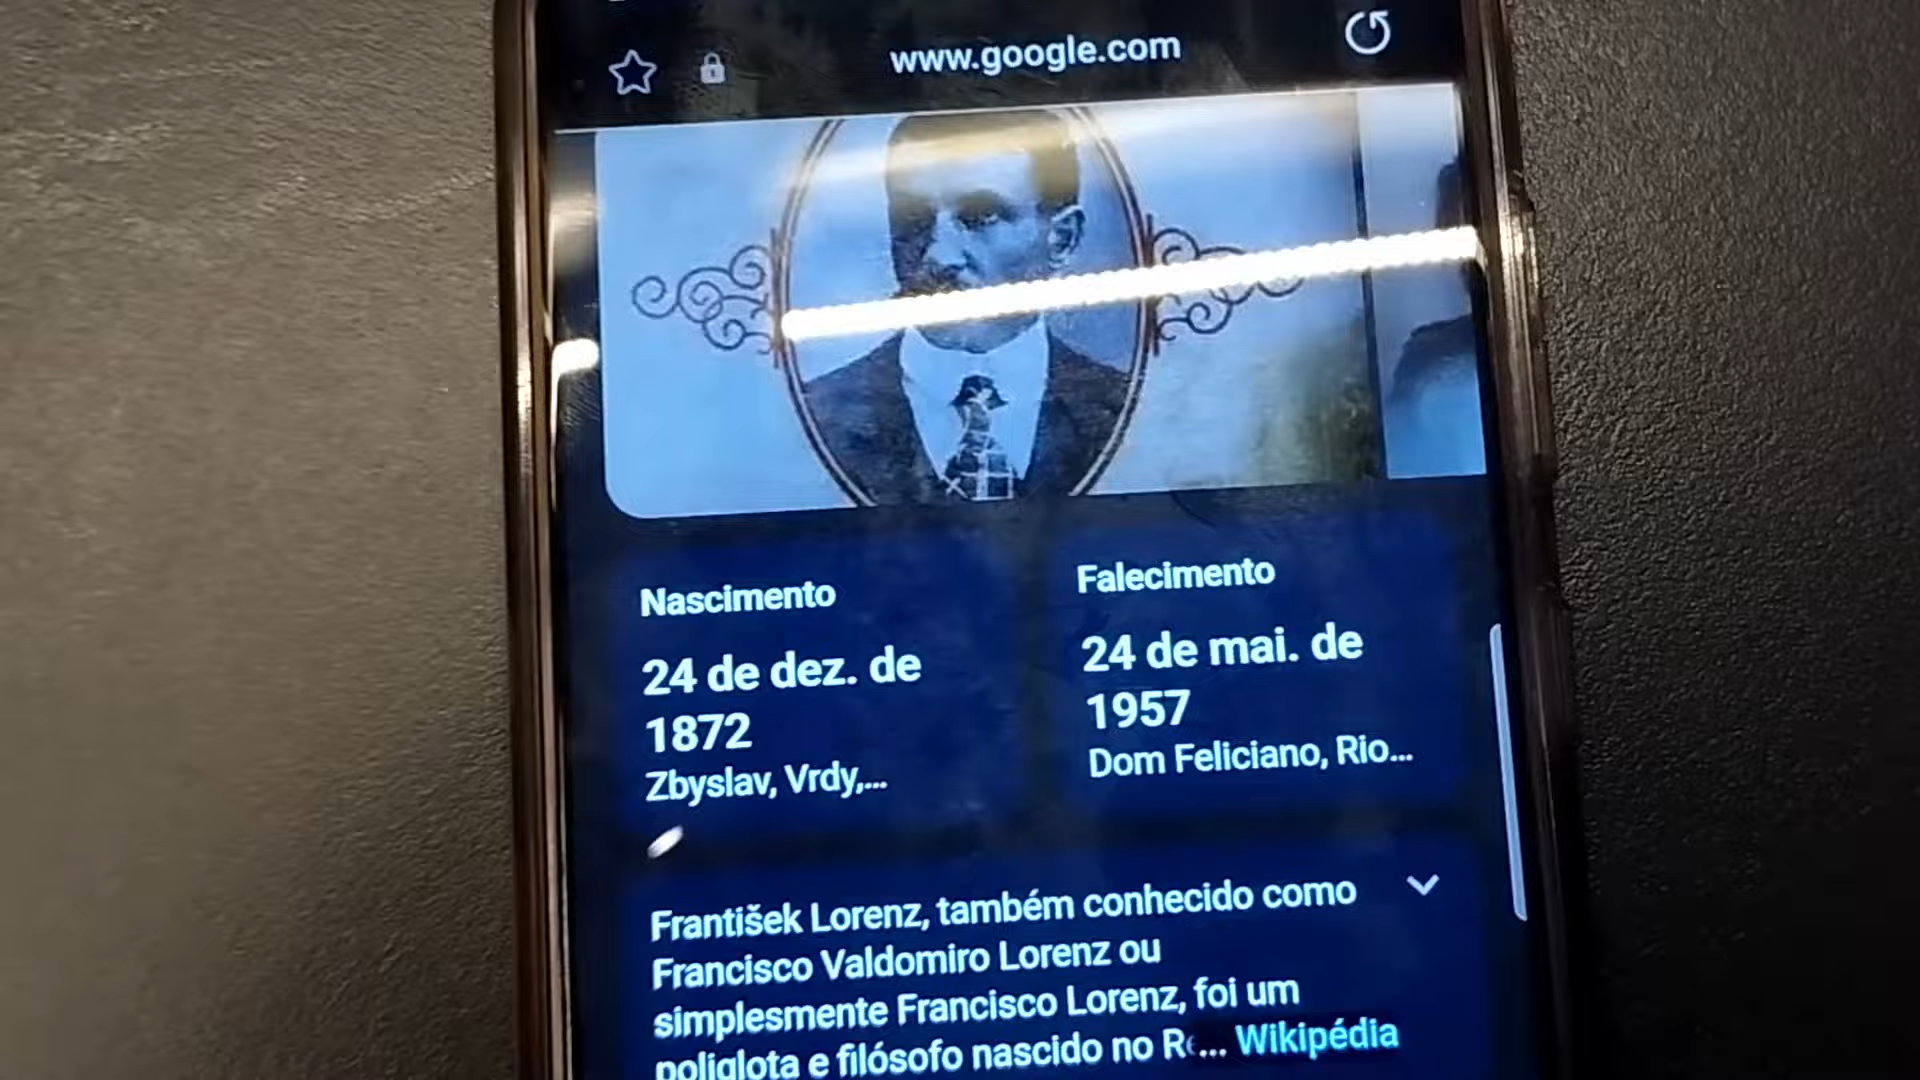 www.google.com
Nascimento
24 de dez. de
1872
Zbyslav, Vrdy,...
Falecimento
24 de mai. de
1957
Dom Feliciano, Rio...
František Lorenz, também conhecido como
Francisco Valdomiro Lorenz ou
simplesmente Francisco Lorenz, foi um
poliglota e filósofo nascido no Re... Wikipédia